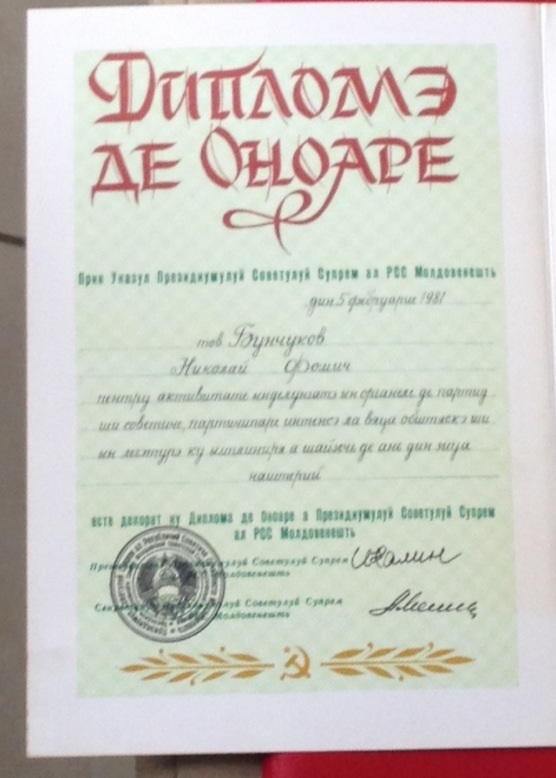 Дипломэ
де Оноаре
Прин Указул Президиумулуй Советулуй Супрем ал РСС Молдовенешть
дин 5 фебруарие 1981
тов Бунчуков
Николай Фомич
пентру активитате ынделунгатэ ын органеле де партид
ши советиче, партичипаре интенсэ ла вяца обштяскэ ши
ын легэтурэ ку ымплиниря а шайзечь де ань дин зиуа
наштерий
есте декорат ку Диплома де Оноаре а Президиумулуй Советулуй Супрем
ал РСС Молдовенешть
Советулуй Супрем
Молдовенешть
Советулуй Супрем
Молдовенешть